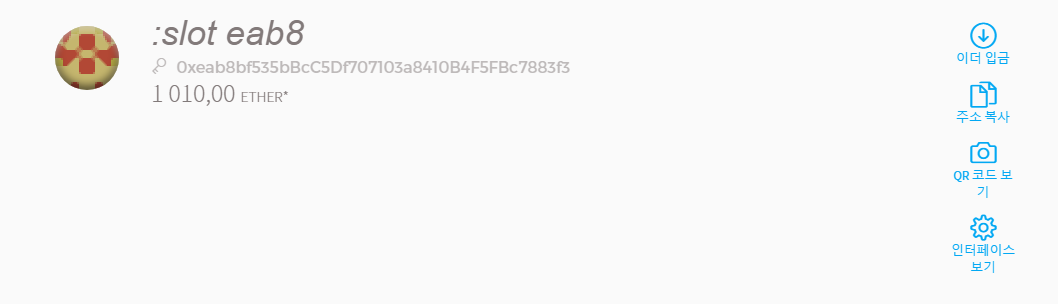 :slot eab8
0xeab8bf535bBcC5Df707103a8410B4F5FBc7883f3
1 010,00 ETHER*
이더 입금
주소 복사
QR 코드 보
기
인터페이스
보기